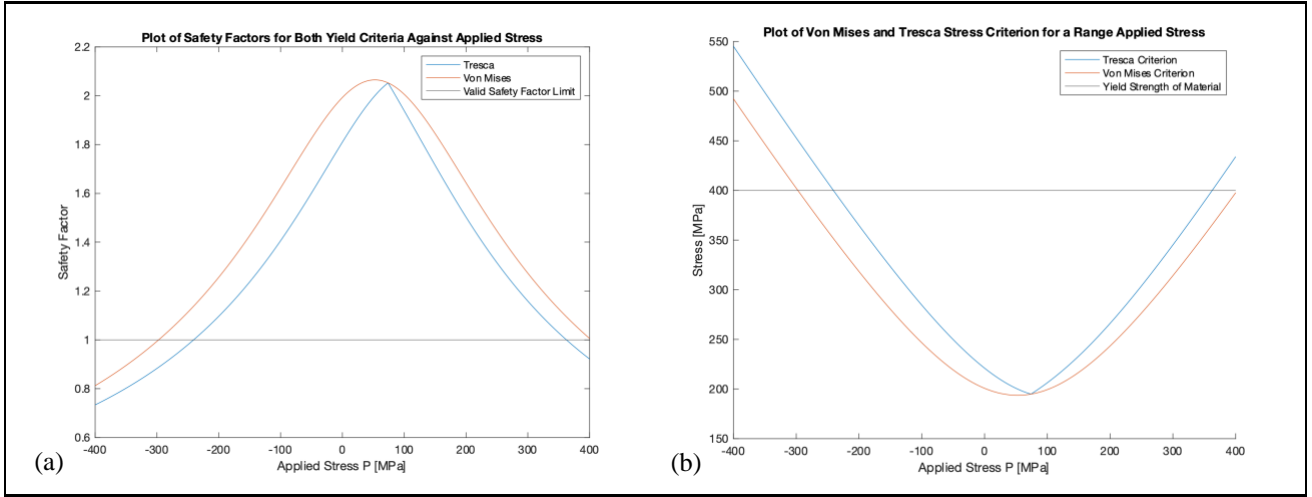 Plot of Safety Factors for Both Yield Criteria Against Applied Stress
2.2
2
1.8
1.6
1.4
1.2
1
0.8
0.6
Safety Factor
Tresca
Von Mises
Valid Safety Factor Limit
-400 -300 -200 -100 0 100 200 300 400
Applied Stress P [MPa]
(a)
Plot of Von Mises and Tresca Stress Criterion for a Range Applied Stress
550
500
450
400
350
300
250
200
150
Stress [MPa]
Tresca Criterion
Von Mises Criterion
Yield Strength of Material
-400 -300 -200 -100 0 100 200 300 400
Applied Stress P [MPa]
(b)